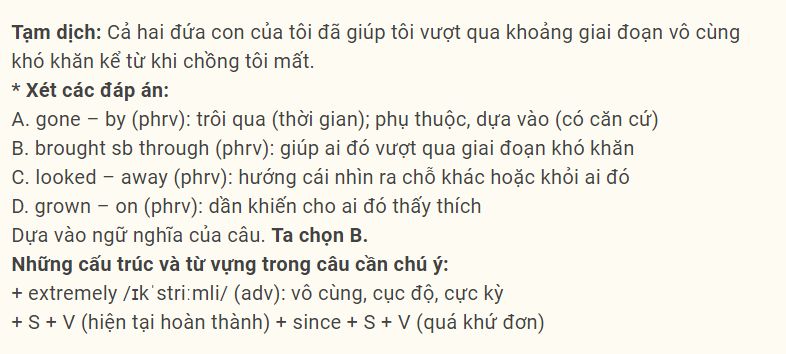 Tạm dịch: Cả hai đứa con của tôi đã giúp tôi vượt qua khoảng giai đoạn vô cùng
khó khăn kể từ khi chồng tôi mất.
* Xét các đáp án:
A. gone – by (phrv): trôi qua (thời gian); phụ thuộc, dựa vào (có căn cứ)
B. brought sb through (phrv): giúp ai đó vượt qua giai đoạn khó khăn
C. looked – away (phrv): hướng cái nhìn ra chỗ khác hoặc khỏi ai đó
D. grown – on (phrv): dần khiến cho ai đó thấy thích
Dựa vào ngữ nghĩa của câu. Ta chọn B.
Những cấu trúc và từ vựng trong câu cần chú ý:
+ extremely /ɪkˈstriːmli/ (adv): vô cùng, cục độ, cực kỳ
+ S + V (hiện tại hoàn thành) + since + S + V (quá khứ đơn)